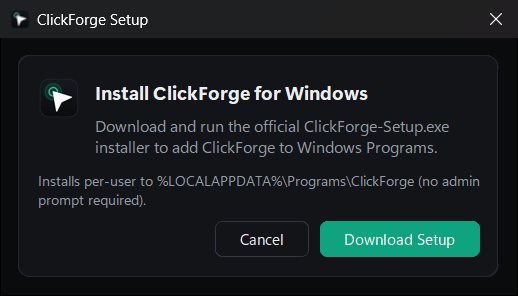 ClickForge Setup
Install ClickForge for Windows
Download and run the official ClickForge-Setup.exe
installer to add ClickForge to Windows Programs.
Installs per-user to %LOCALAPPDATA%\Programs\ClickForge (no admin
prompt required).
Cancel
Download Setup